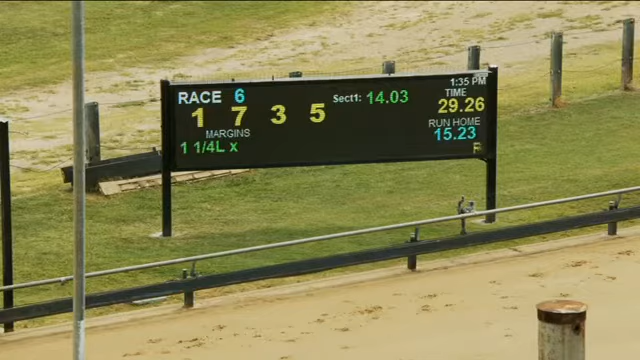 RACE 6 Sect1: 14.03 1:35 PM
TIME
1 7 3 5 29.26
MARGINS RUN HOME
1 1/4L x 15.23